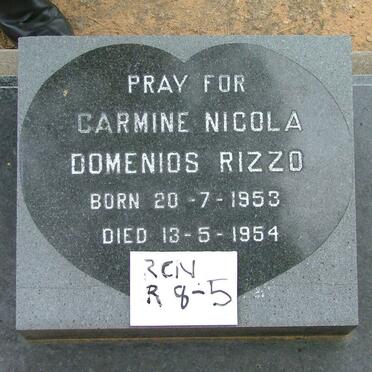 PRAY FOR
CARMINE NICOLA
DOMENIOS RIZZO
BORN 20-7-1953
DIED 13-5-1954
RCN
R 8-5